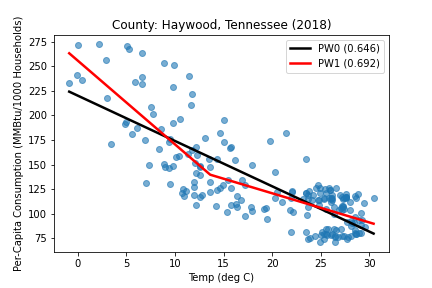 County: Haywood, Tennessee (2018)
Per-Capita Consumption (MMBtu/1000 Households)
275
250
225
200
175
150
125
100
75
PW0 (0.646)
PW1 (0.692)
0 5 10 15 20 25 30
Temp (deg C)